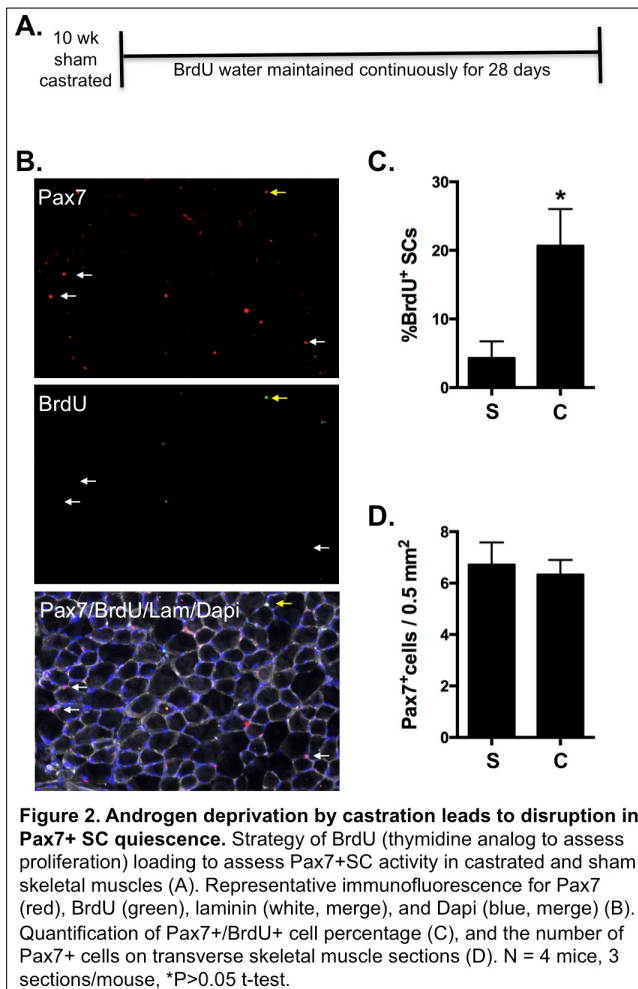 A.
10 wk
sham
castrated
BrdU water maintained continuously for 28 days
B.
Pax7
BrdU
Pax7/BrdU/Lam/Dapi
C.
%BrdU+ SCs
30
20
10
0
*
S C
D.
Pax7+cells / 0.5 mm2
8
6
4
2
0
S C
Figure 2. Androgen deprivation by castration leads to disruption in
Pax7+ SC quiescence. Strategy of BrdU (thymidine analog to assess
proliferation) loading to assess Pax7+SC activity in castrated and sham
skeletal muscles (A). Representative immunofluorescence for Pax7
(red), BrdU (green), laminin (white, merge), and Dapi (blue, merge) (B).
Quantification of Pax7+/BrdU+ cell percentage (C), and the number of
Pax7+ cells on transverse skeletal muscle sections (D). N = 4 mice, 3
sections/mouse, *P>0.05 t-test.